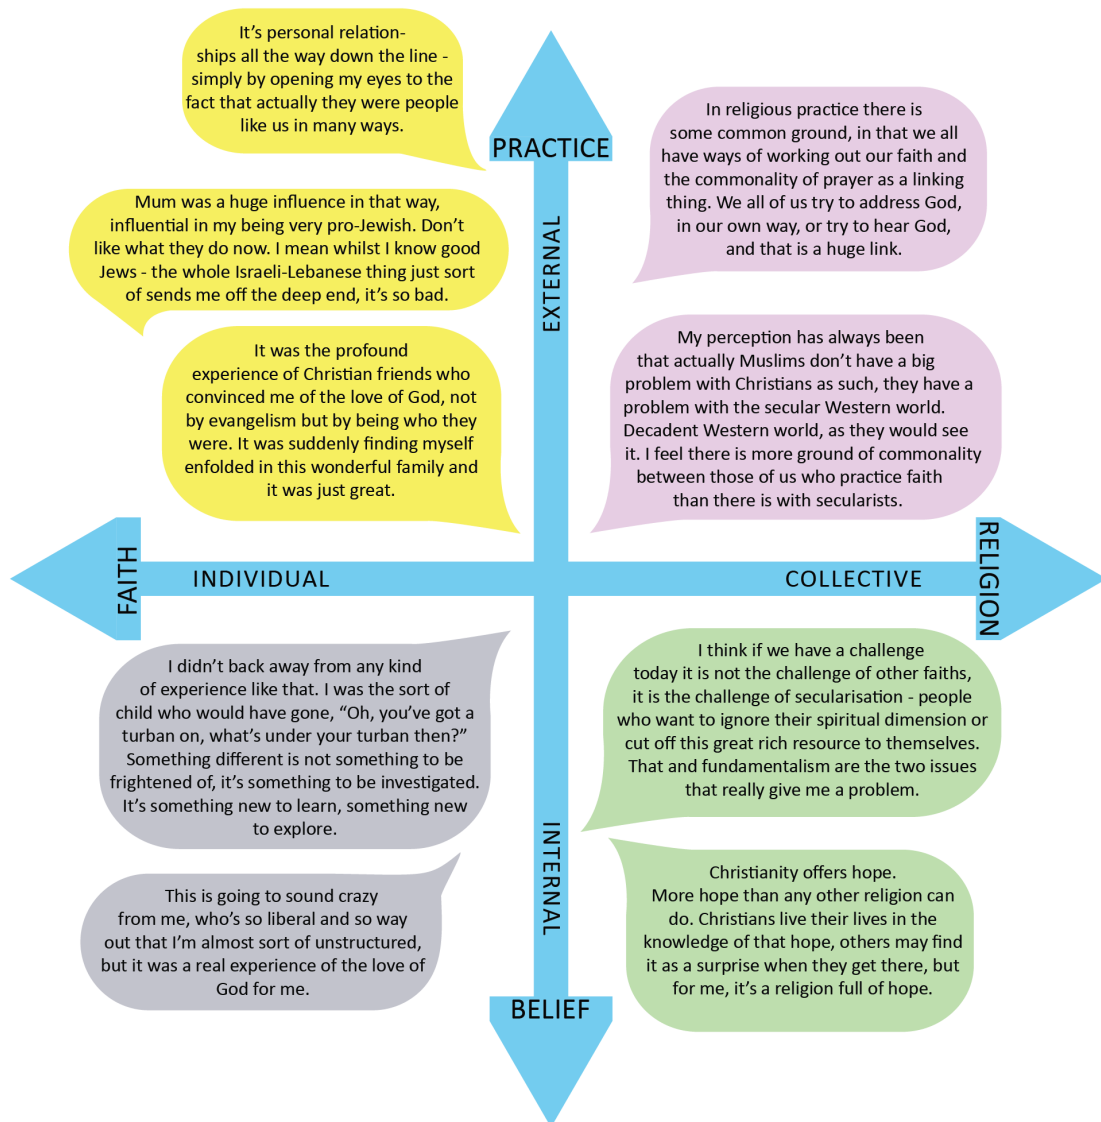 It’s personal relation-
ships all the way down the line -
simply by opening my eyes to the
fact that actually they were people
like us in many ways.
PRACTICE
In religious practice there is
some common ground, in that we all
have ways of working out our faith and
the commonality of prayer as a linking
thing. We all of us try to address God,
in our own way, or try to hear God,
and that is a huge link.
Mum was a huge influence in that way,
influential in my being very pro-Jewish. Don’t
like what they do now. I mean whilst I know good
Jews - the whole Israeli-Lebanese thing just sort
of sends me off the deep end, it’s so bad.
EXTERNAL
It was the profound
experience of Christian friends who
convinced me of the love of God, not
by evangelism but by being who they
were. It was suddenly finding myself
enfolded in this wonderful family and
it was just great.
My perception has always been
that actually Muslims don’t have a big
problem with Christians as such, they have a
problem with the secular Western world.
Decadent Western world, as they would see
it. I feel there is more ground of commonality
between those of us who practice faith
than there is with secularists.
FAITH
INDIVIDUAL
COLLECTIVE
RELIGION
I didn’t back away from any kind
of experience like that. I was the sort of
child who would have gone, “Oh, you’ve got a
turban on, what’s under your turban then?”
Something different is not something to be
frightened of, it’s something to be investigated.
It’s something new to learn, something new
to explore.
I think if we have a challenge
today it is not the challenge of other faiths,
it is the challenge of secularisation - people
who want to ignore their spiritual dimension or
cut off this great rich resource to themselves.
That and fundamentalism are the two issues
that really give me a problem.
INTERNAL
This is going to sound crazy
from me, who’s so liberal and so way
out that I’m almost sort of unstructured,
but it was a real experience of the love of
God for me.
Christianity offers hope.
More hope than any other religion can
do. Christians live their lives in the
knowledge of that hope, others may find
it as a surprise when they get there, but
for me, it’s a religion full of hope.
BELIEF